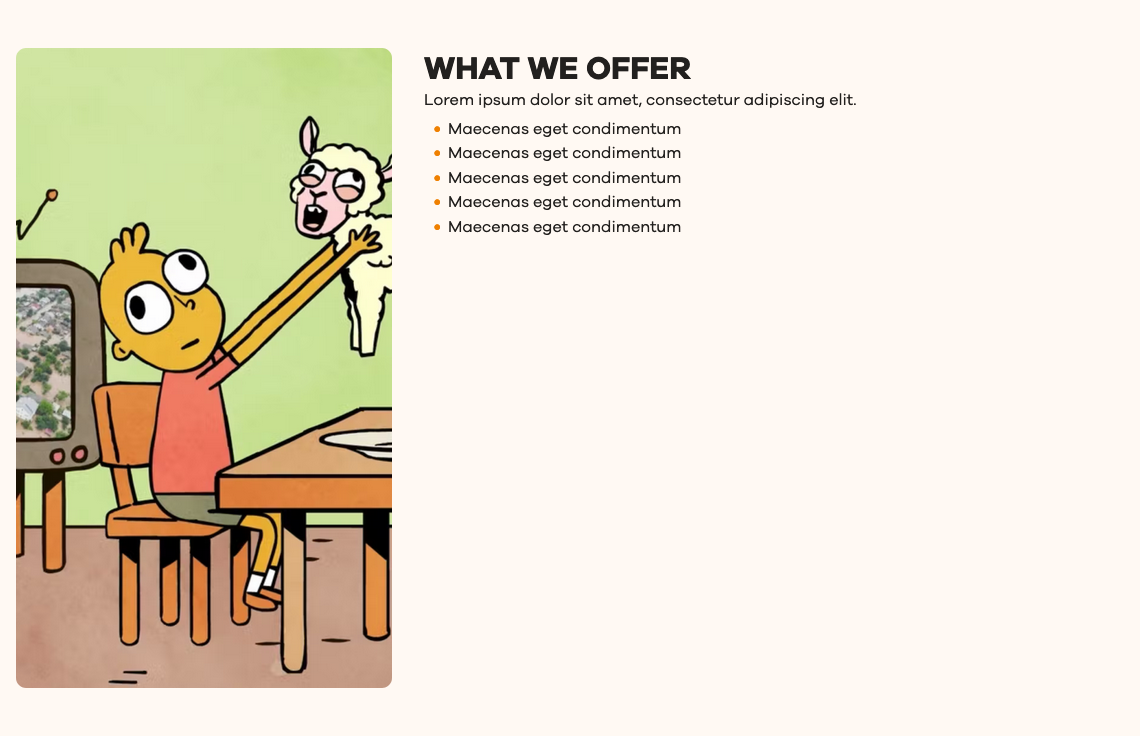 WHAT WE OFFER
Lorem ipsum dolor sit amet, consectetur adipiscing elit.
Maecenas eget condimentum
Maecenas eget condimentum
Maecenas eget condimentum
Maecenas eget condimentum
Maecenas eget condimentum